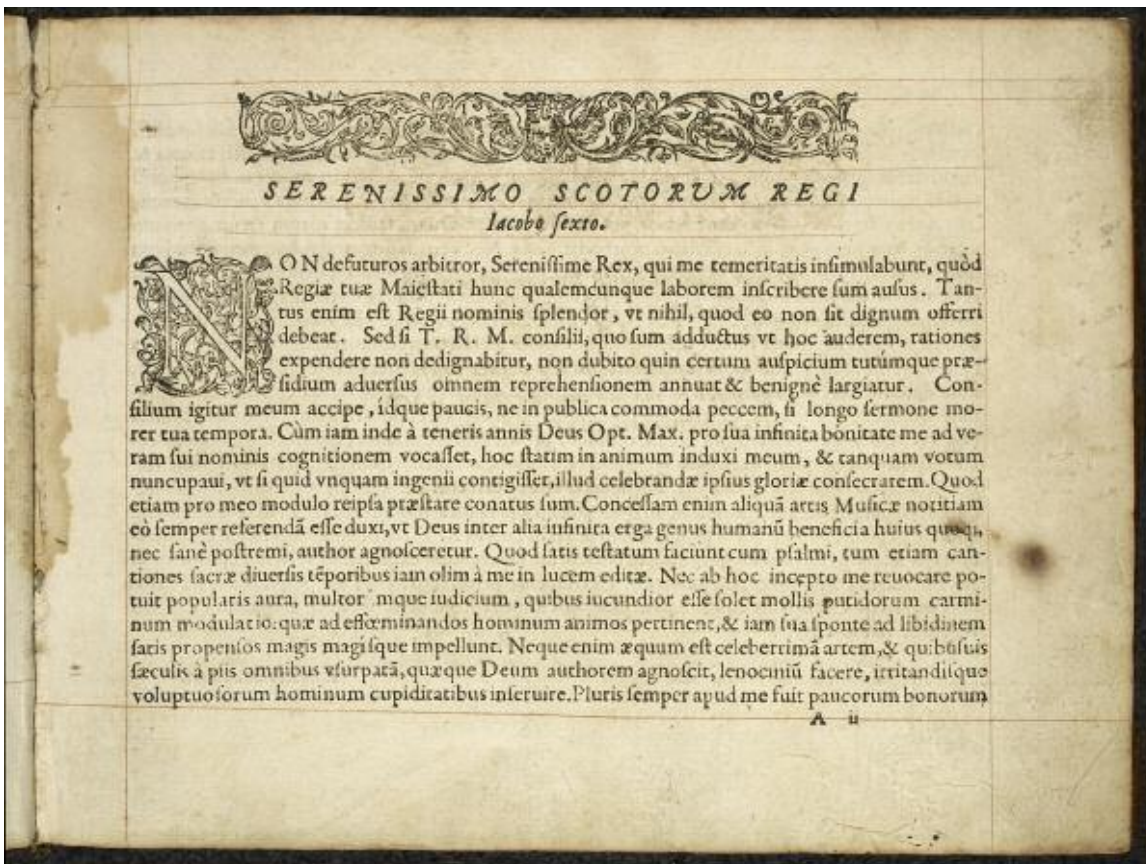 SERENISSIMO SCOTORVM REGI
Iacobo ſexto.
NON defuturos arbitror, Sereniſſime Rex, qui me temeritatis inſimulabunt, quòd
Regiæ tuæ Maieſtati hunc qualemcunque laborem inſcribere ſum auſus. Tan-
tus enim eſt Regii nominis ſplendor, vt nihil, quod eo non ſit dignum offerri
debeat. Sed ſi T. R. M. conſilii, quo ſum adductus vt hoc auderem, rationes
expendere non dedignabitur, non dubito quin certum auſpicium tutúmque præ-
ſidium aduerſus omnem reprehenſionem annuat & benignè largiatur. Con-
ſilium igitur meum accipe, idque paucis, ne in publica commoda peccem, ſi longo ſermone mo-
rer tua tempora. Cùm iam inde à teneris annis Deus Opt. Max. pro ſua infinita bonitate me ad ve-
ram ſui nominis cognitionem vocaſſet, hoc ſtatim in animum induxi meum, & tanquam votum
nuncupaui, vt ſi quid vnquam ingenii contigiſſet, illud celebrandæ ipſius gloriæ conſecrarem. Quod
etiam pro meo modulo reipſa præſtare conatus ſum. Conceſſam enim aliquã artis Muſicæ notitiam
eò ſemper referendã eſſe duxi, vt Deus inter alia infinita erga genus humanũ beneficia huius quoq;,
nec ſanè poſtremi, author agnoſceretur. Quod ſatis teſtatum faciunt cum pſalmi, tum etiam can-
tiones ſacræ diuerſis tẽporibus iam olim à me in lucem editæ. Nec ab hoc incepto me reuocare po-
tuit popularis aura, multor mque iudicium, quibus iucundior eſſe ſolet mollis putidorum carmi-
num modulatio: quæ ad effœminandos hominum animos pertinent, & iam ſua ſponte ad libidinem
ſatis propenſos magis magiſque impellunt. Neque enim æquum eſt celeberrimã artem, & quibuſuis
ſæculis à piis omnibus vſurpatã, quæque Deum authorem agnoſcit, lenociniũ facere, irritandiſque
voluptuoſorum hominum cupiditatibus inſeruire. Pluris ſemper apud me fuit paucorum bonorum
A ii